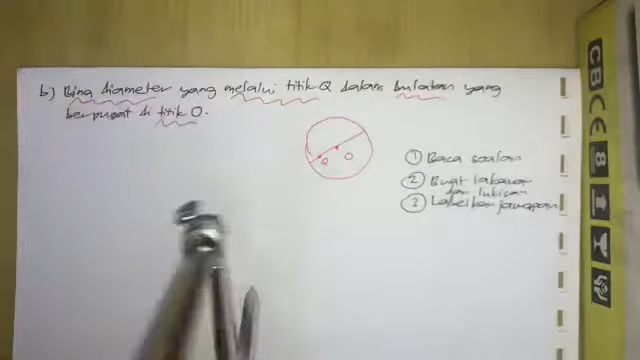 b) Bina diameter yang melalui titik Q dalam bulatan yang
berpusat di titik O.
Q O
① Baca soalan
② Buat lakaran
dan lukisan
③ Labelkan jawapan
CB